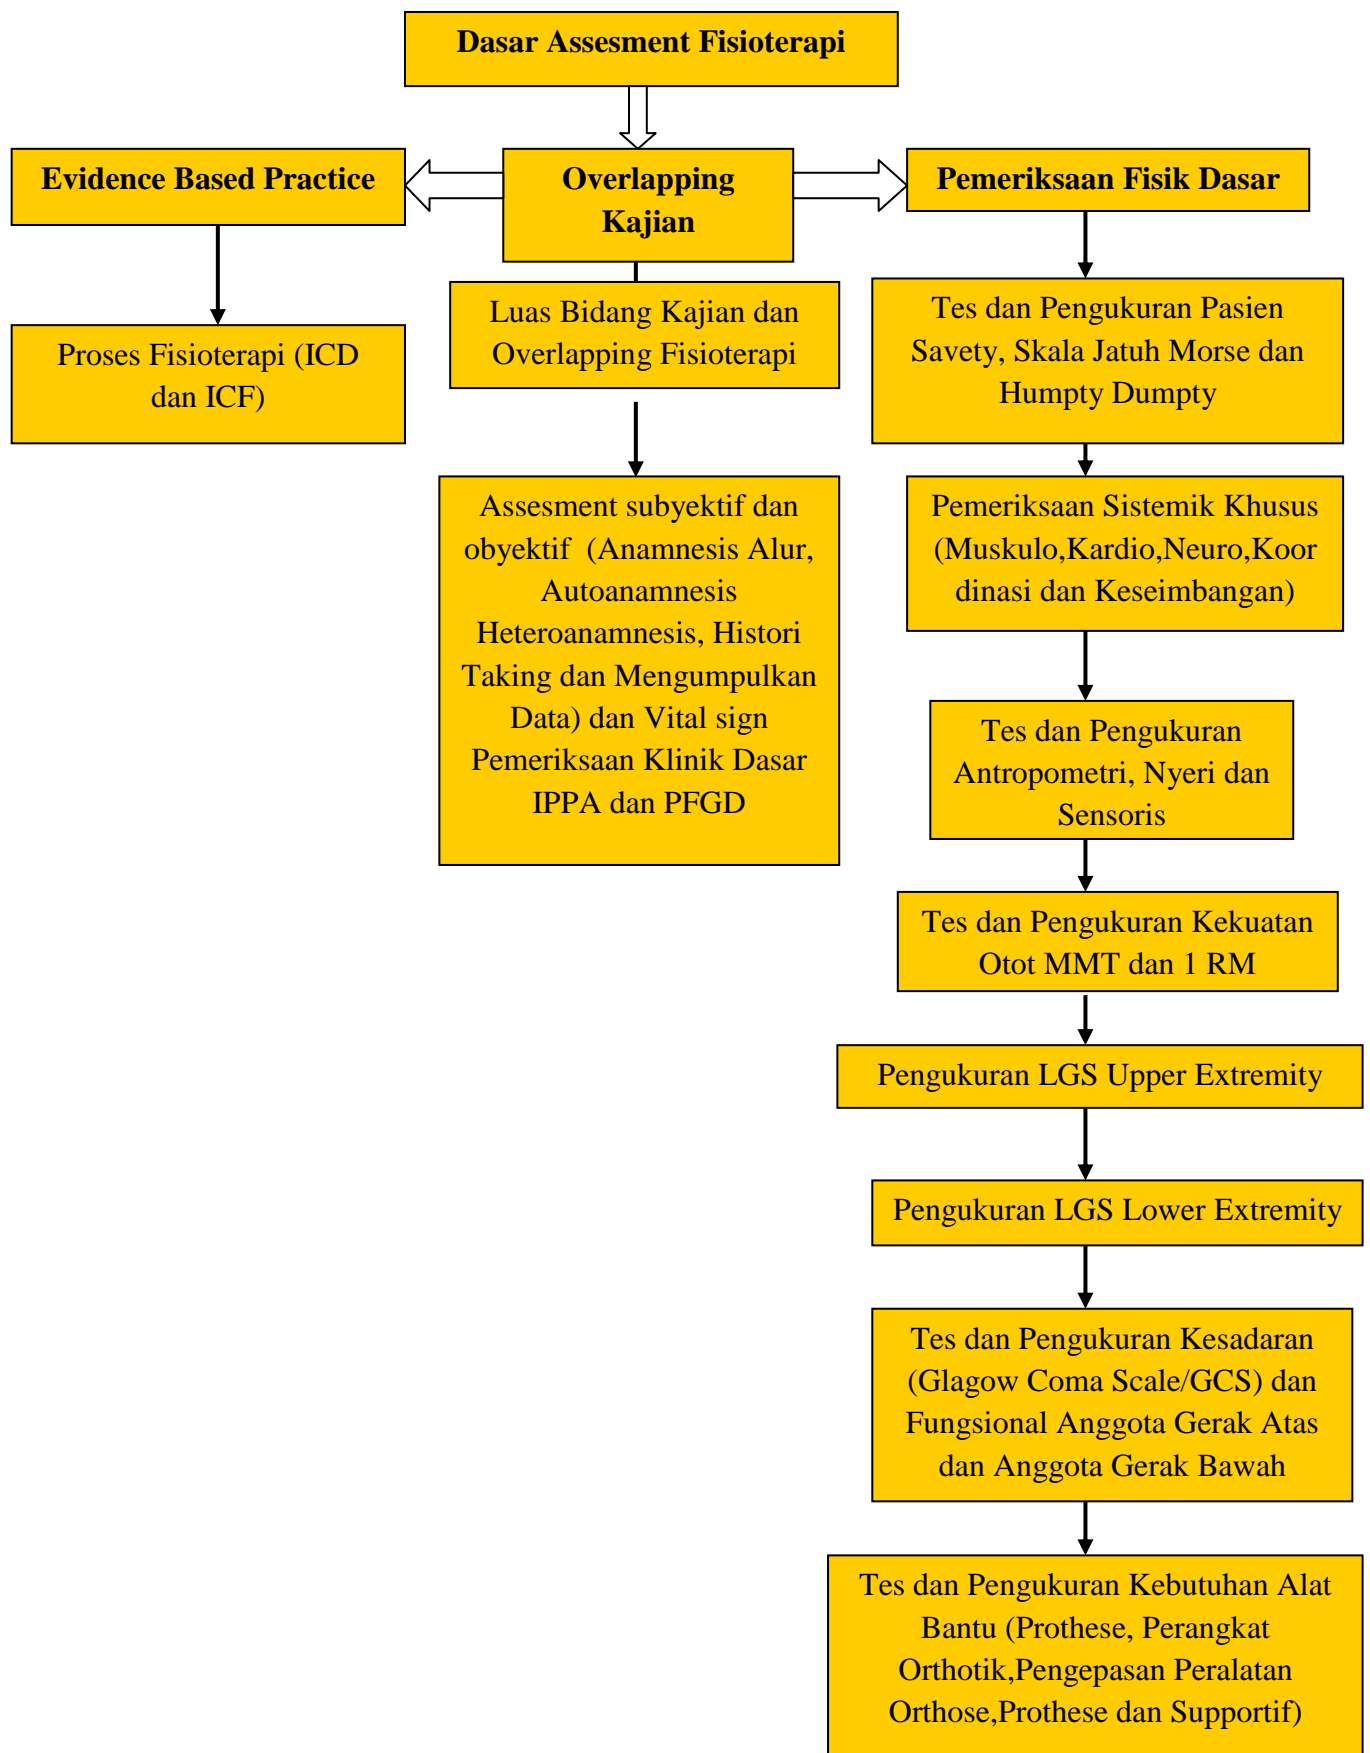 Dasar Assesment Fisioterapi
Evidence Based Practice
Overlapping
Kajian
Pemeriksaan Fisik Dasar
Proses Fisioterapi (ICD
dan ICF)
Luas Bidang Kajian dan
Overlapping Fisioterapi
Assesment subyektif dan
obyektif  (Anamnesis Alur,
Autoanamnesis
Heteroanamnesis, Histori
Taking dan Mengumpulkan
Data) dan Vital sign
Pemeriksaan Klinik Dasar
IPPA dan PFGD
Tes dan Pengukuran Pasien
Savety, Skala Jatuh Morse dan
Humpty Dumpty
Pemeriksaan Sistemik Khusus
(Muskulo,Kardio,Neuro,Koor
dinasi dan Keseimbangan)
Tes dan Pengukuran
Antropometri, Nyeri dan
Sensoris
Tes dan Pengukuran Kekuatan
Otot MMT dan 1 RM
Pengukuran LGS Upper Extremity
Pengukuran LGS Lower Extremity
Tes dan Pengukuran Kesadaran
(Glagow Coma Scale/GCS) dan
Fungsional Anggota Gerak Atas
dan Anggota Gerak Bawah
Tes dan Pengukuran Kebutuhan Alat
Bantu (Prothese, Perangkat
Orthotik,Pengepasan Peralatan
Orthose,Prothese dan Supportif)